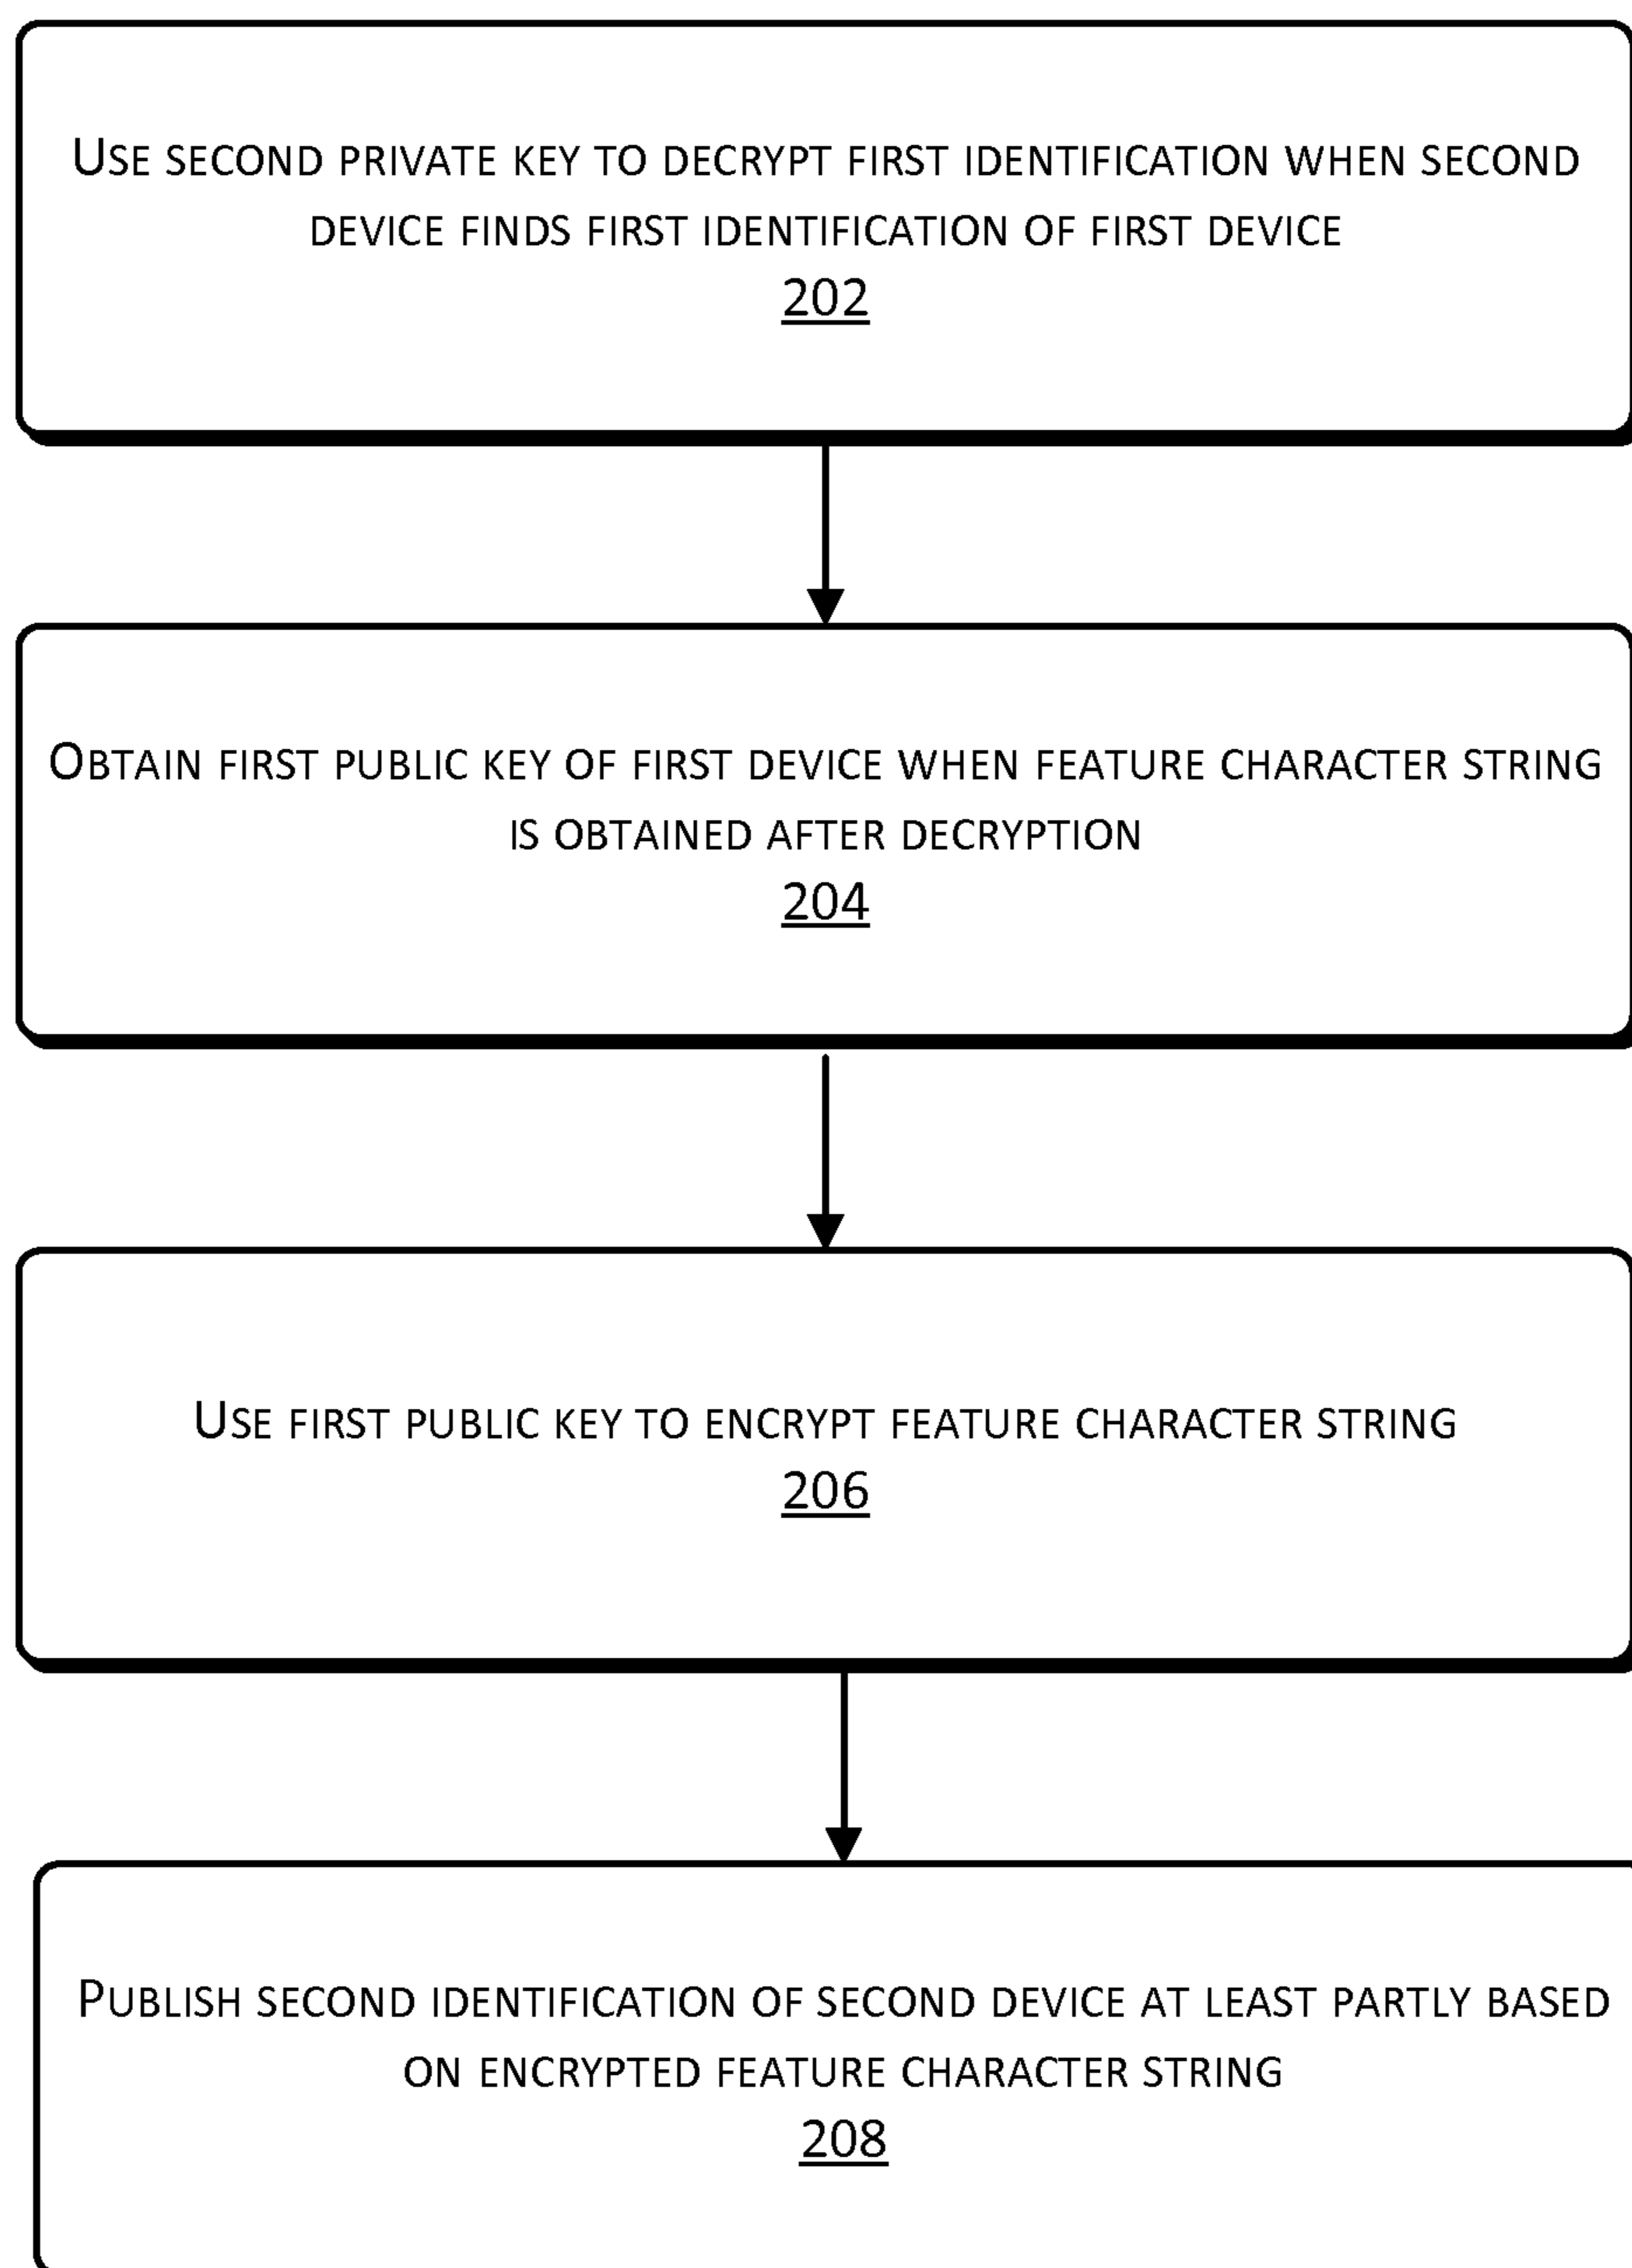 USE SECOND PRIVATE KEY TO DECRYPT FIRST IDENTIFICATION WHEN SECOND
DEVICE FINDS FIRST IDENTIFICATION OF FIRST DEVICE
202
OBTAIN FIRST PUBLIC KEY OF FIRST DEVICE WHEN FEATURE CHARACTER STRING
IS OBTAINED AFTER DECRYPTION
204
USE FIRST PUBLIC KEY TO ENCRYPT FEATURE CHARACTER STRING
206
PUBLISH SECOND IDENTIFICATION OF SECOND DEVICE AT LEAST PARTLY BASED
ON ENCRYPTED FEATURE CHARACTER STRING
208